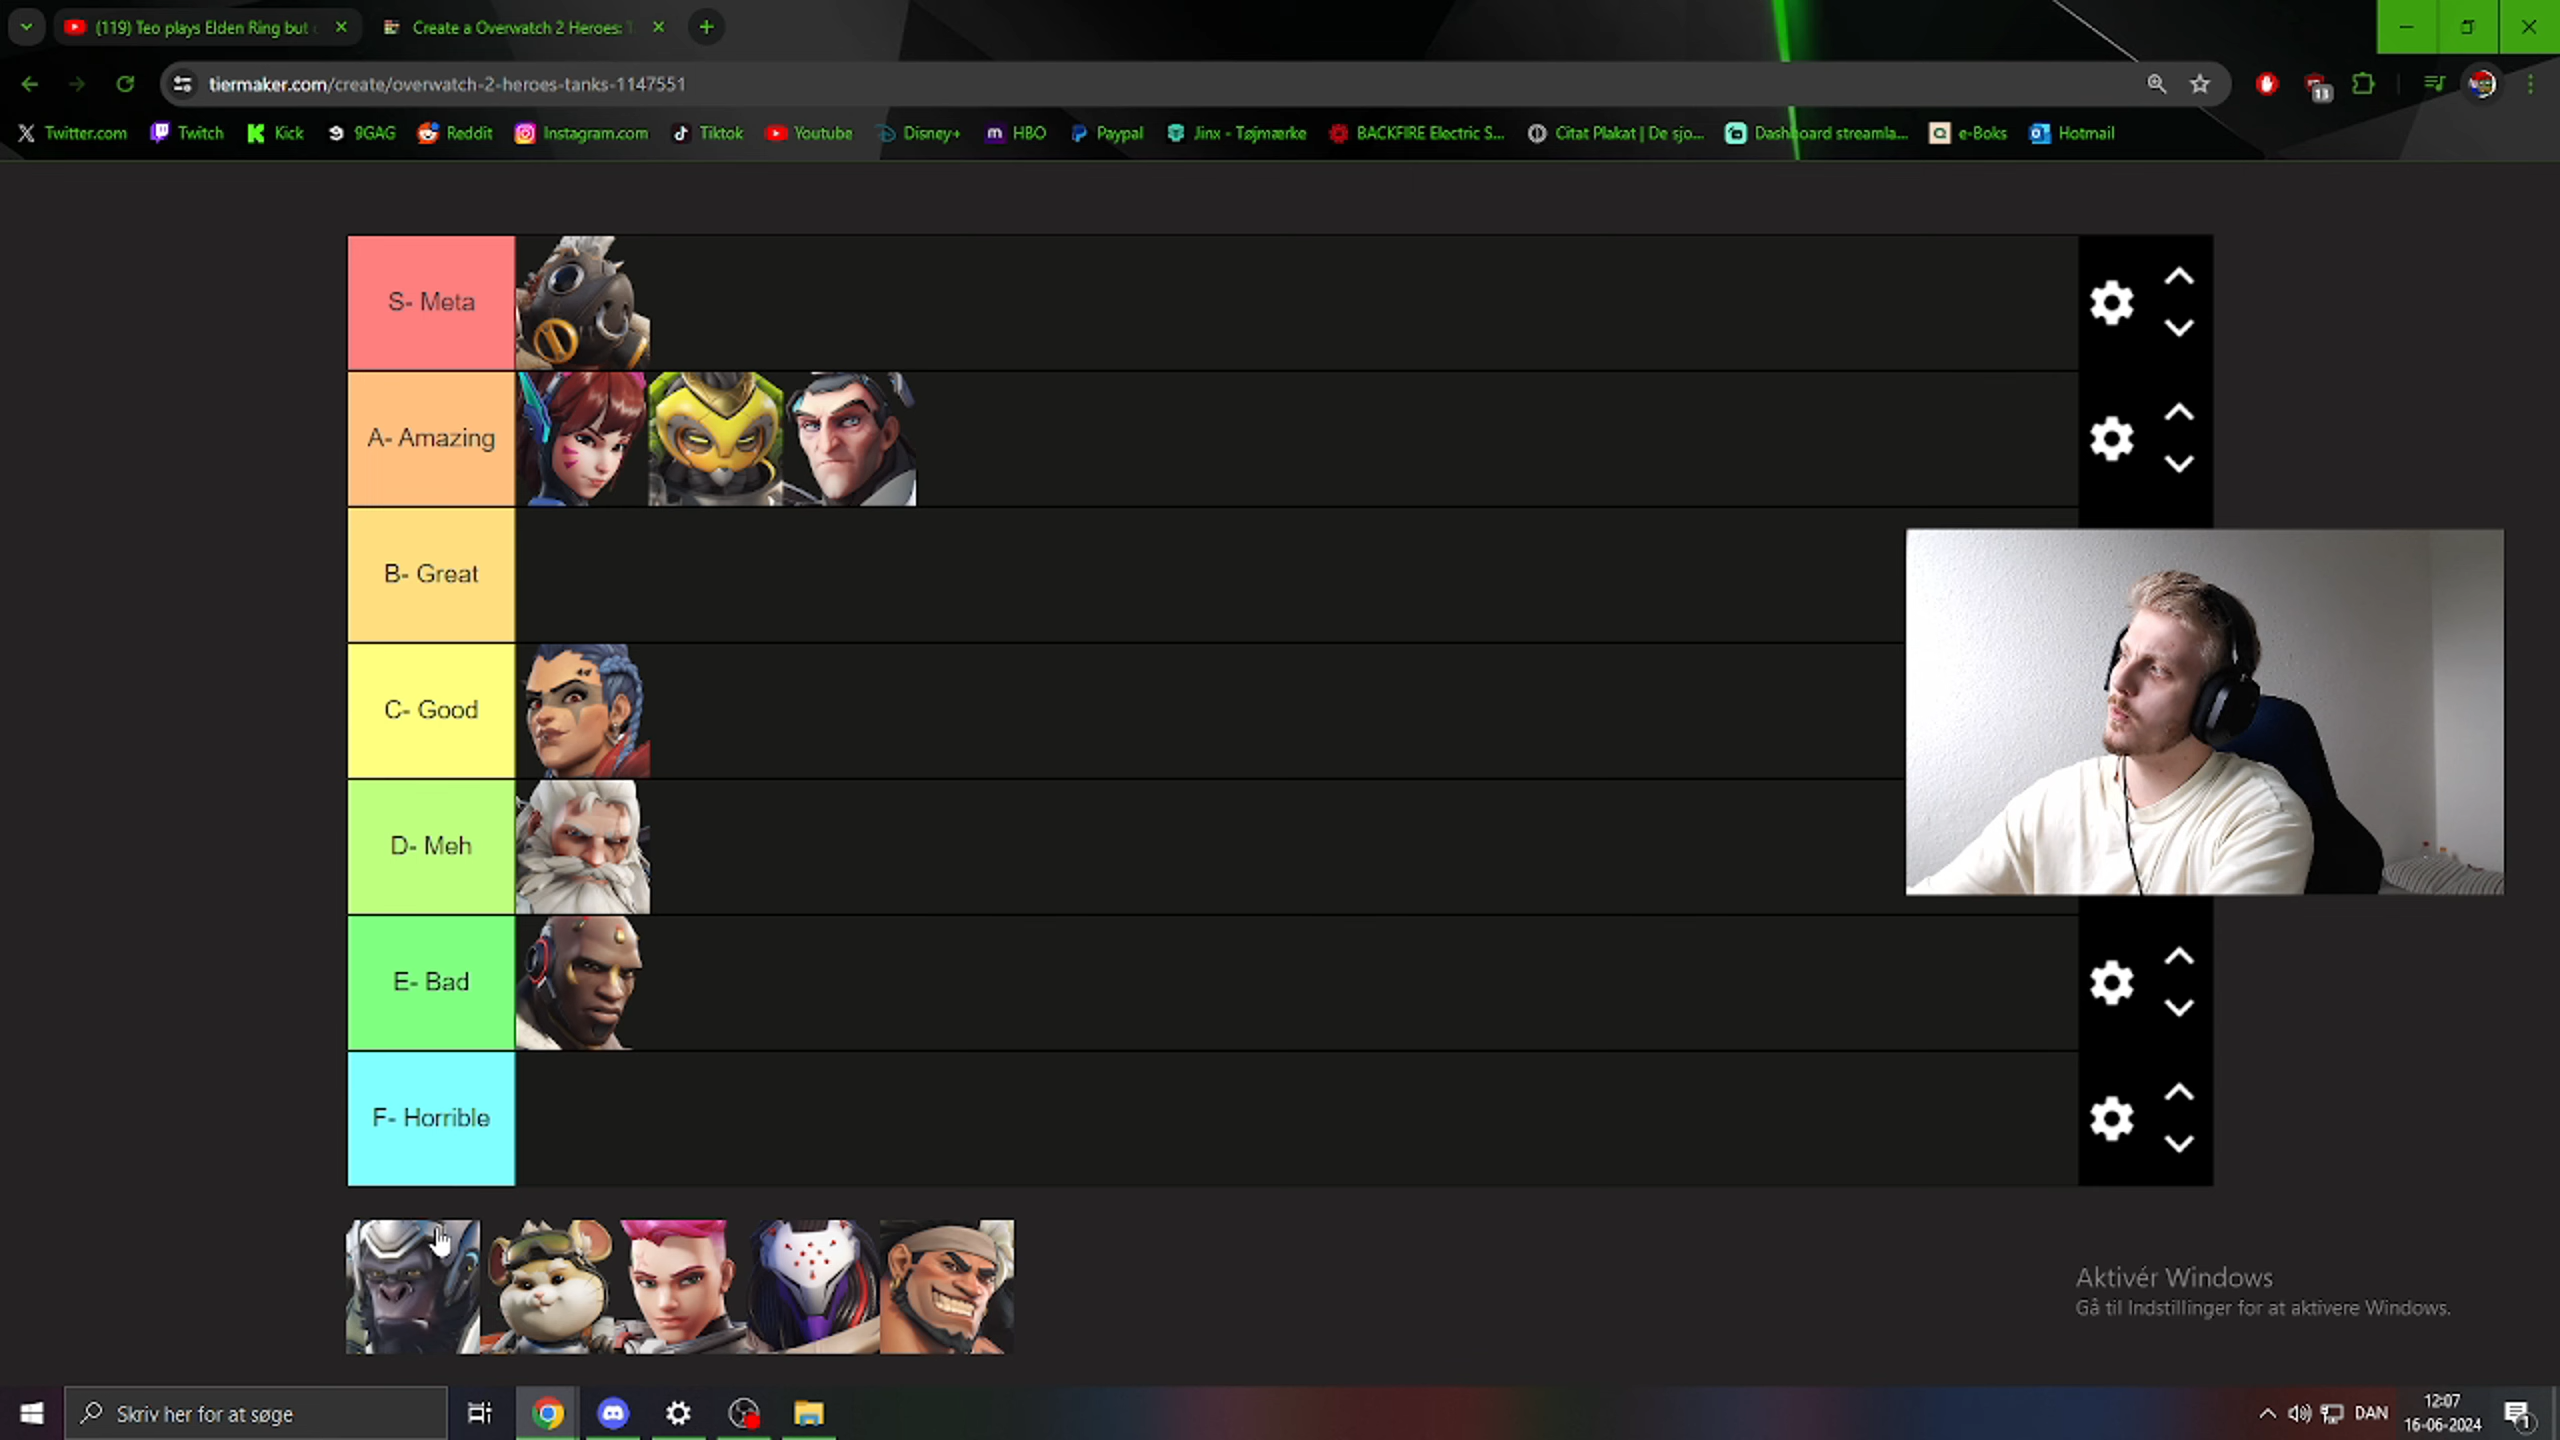 (119) Teo plays Elden Ring but
Create a Overwatch 2 Heroes:
tiermaker.com/create/overwatch-2-heroes-tanks-1147551
13
Twitter.com Twitch Kick 9GAG Reddit Instagram.com Tiktok Youtube Disney+ HBO Paypal Jinx - Tøjmærke BACKFIRE Electric S... Citat Plakat | De sjo... Dashboard streamla... e-Boks Hotmail
S- Meta
A- Amazing
B- Great
C- Good
D- Meh
E- Bad
F- Horrible
Aktivér Windows
Gå til Indstillinger for at aktivere Windows.
Skriv her for at søge
DAN
12:07
16-06-2024
1